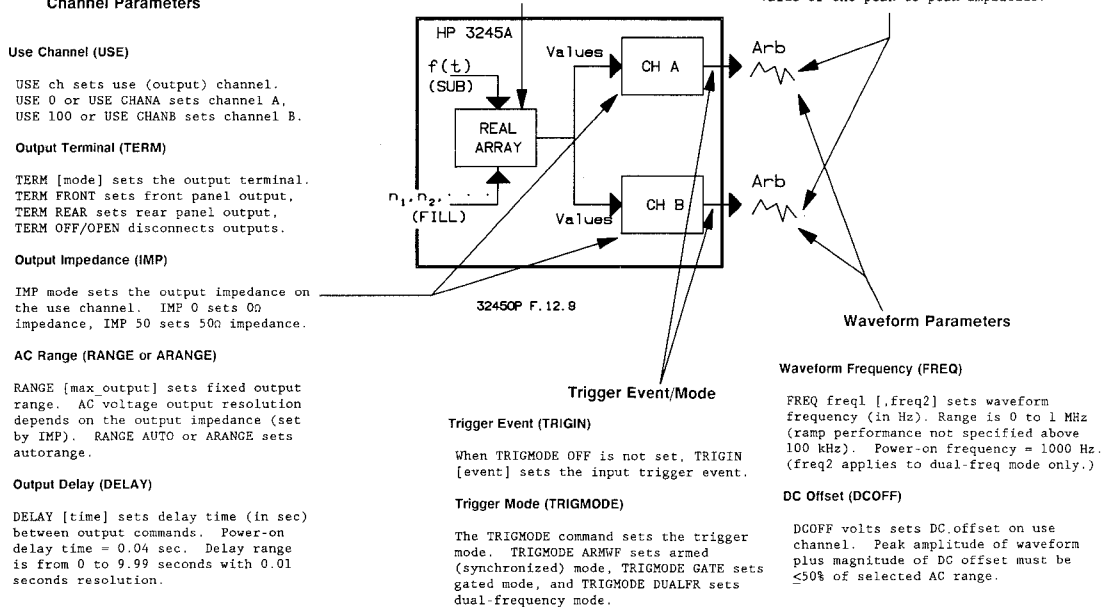 Channel Parameters
Use Channel (USE)
USE ch sets use (output) channel.
USE 0 or USE CHANA sets channel A,
USE 100 or USE CHANB sets channel B.
Output Terminal (TERM)
TERM [mode] sets the output terminal.
TERM FRONT sets front panel output,
TERM REAR sets rear panel output,
TERM OFF/OPEN disconnects outputs.
Output Impedance (IMP)
IMP mode sets the output impedance on
the use channel. IMP 0 sets 0Ω
impedance, IMP 50 sets 50Ω impedance.
AC Range (RANGE or ARANGE)
RANGE [max_output] sets fixed output
range. AC voltage output resolution
depends on the output impedance (set
by IMP). RANGE AUTO or ARANGE sets
autorange.
Output Delay (DELAY)
DELAY [time] sets delay time (in sec)
between output commands. Power-on
delay time = 0.04 sec. Delay range
is from 0 to 9.99 seconds with 0.01
seconds resolution.
HP 3245A
f(t)
(SUB)
REAL
ARRAY
n1, n2, . . .
(FILL)
Values
CH A
Arb
Values
CH B
Arb
32450P F.12.8
Trigger Event/Mode
Trigger Event (TRIGIN)
When TRIGMODE OFF is not set, TRIGIN
[event] sets the input trigger event.
Trigger Mode (TRIGMODE)
The TRIGMODE command sets the trigger
mode. TRIGMODE ARMWF sets armed
(synchronized) mode, TRIGMODE GATE sets
gated mode, and TRIGMODE DUALFR sets
dual-frequency mode.
Waveform Parameters
Waveform Frequency (FREQ)
FREQ freq1 [,freq2] sets waveform
frequency (in Hz). Range is 0 to 1 MHz
(ramp performance not specified above
100 kHz). Power-on frequency = 1000 Hz.
(freq2 applies to dual-freq mode only.)
DC Offset (DCOFF)
DCOFF volts sets DC offset on use
channel. Peak amplitude of waveform
plus magnitude of DC offset must be
≤50% of selected AC range.